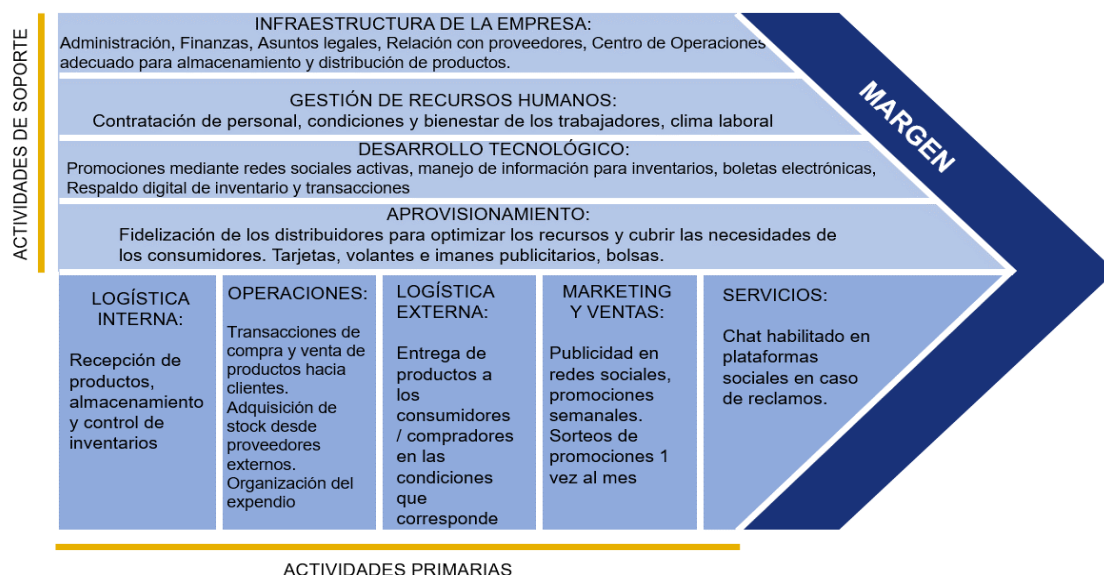 ACTIVIDADES DE SOPORTE
INFRAESTRUCTURA DE LA EMPRESA:
Administración, Finanzas, Asuntos legales, Relación con proveedores, Centro de Operaciones
adecuado para almacenamiento y distribución de productos.
GESTIÓN DE RECURSOS HUMANOS:
Contratación de personal, condiciones y bienestar de los trabajadores, clima laboral
DESARROLLO TECNOLÓGICO:
Promociones mediante redes sociales activas, manejo de información para inventarios, boletas electrónicas,
Respaldo digital de inventario y transacciones
APROVISIONAMIENTO:
Fidelización de los distribuidores para optimizar los recursos y cubrir las necesidades de
los consumidores. Tarjetas, volantes e imanes publicitarios, bolsas.
MARGEN
LOGÍSTICA
INTERNA:
Recepción de
productos,
almacenamiento
y control de
inventarios
OPERACIONES:
Transacciones de
compra y venta de
productos hacia
clientes.
Adquisición de
stock desde
proveedores
externos.
Organización del
expendio
LOGÍSTICA
EXTERNA:
Entrega de
productos a
los
consumidores
/ compradores
en las
condiciones
que
corresponde
MARKETING
Y VENTAS:
Publicidad en
redes sociales,
promociones
semanales.
Sorteos de
promociones 1
vez al mes
SERVICIOS:
Chat habilitado en
plataformas
sociales en caso
de reclamos.
ACTIVIDADES PRIMARIAS